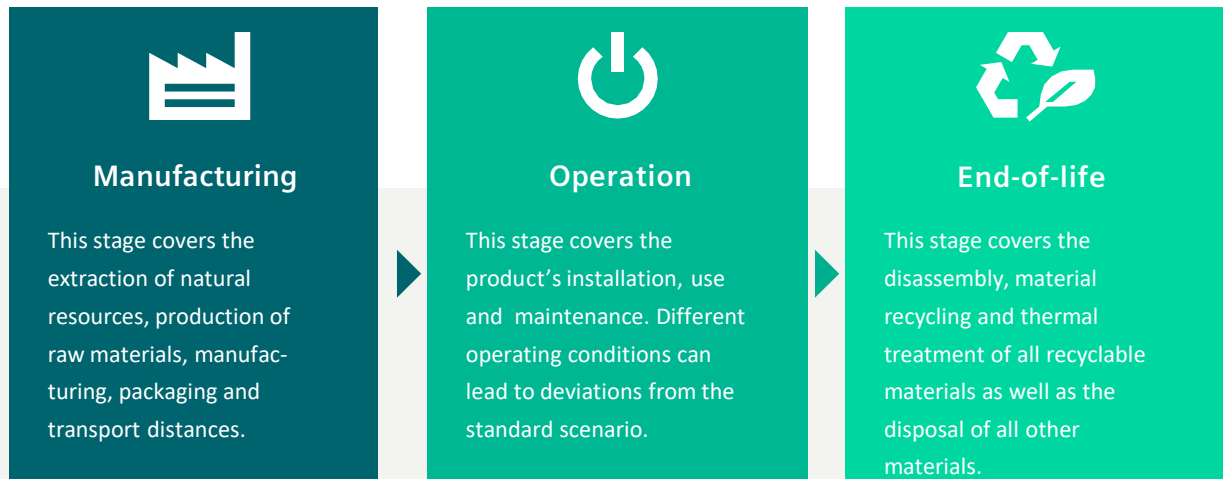 Manufacturing
This stage covers the
extraction of natural
resources, production of
raw materials, manufac-
turing, packaging and
transport distances.
Operation
This stage covers the
product’s installation, use
and  maintenance. Different
operating conditions can
lead to deviations from the
standard scenario.
End-of-life
This stage covers the
disassembly, material
recycling and thermal
treatment of all recyclable
materials as well as the
disposal of all other
materials.